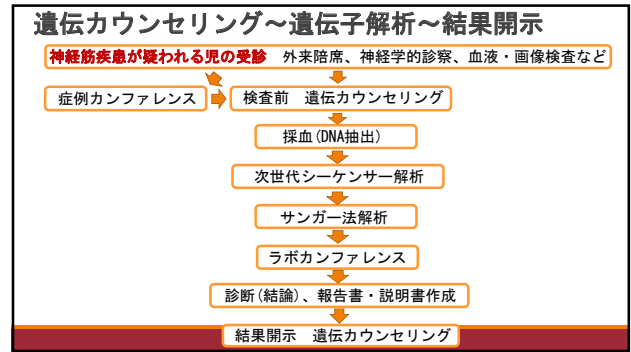 遺伝カウンセリング～遺伝子解析～結果開示
神経筋疾患が疑われる児の受診　外来陪席、神経学的診察、血液・画像検査など
症例カンファレンス
検査前　遺伝カウンセリング
採血(DNA抽出)
次世代シーケンサー解析
サンガー法解析
ラボカンファレンス
診断(結論)、報告書・説明書作成
結果開示　遺伝カウンセリング